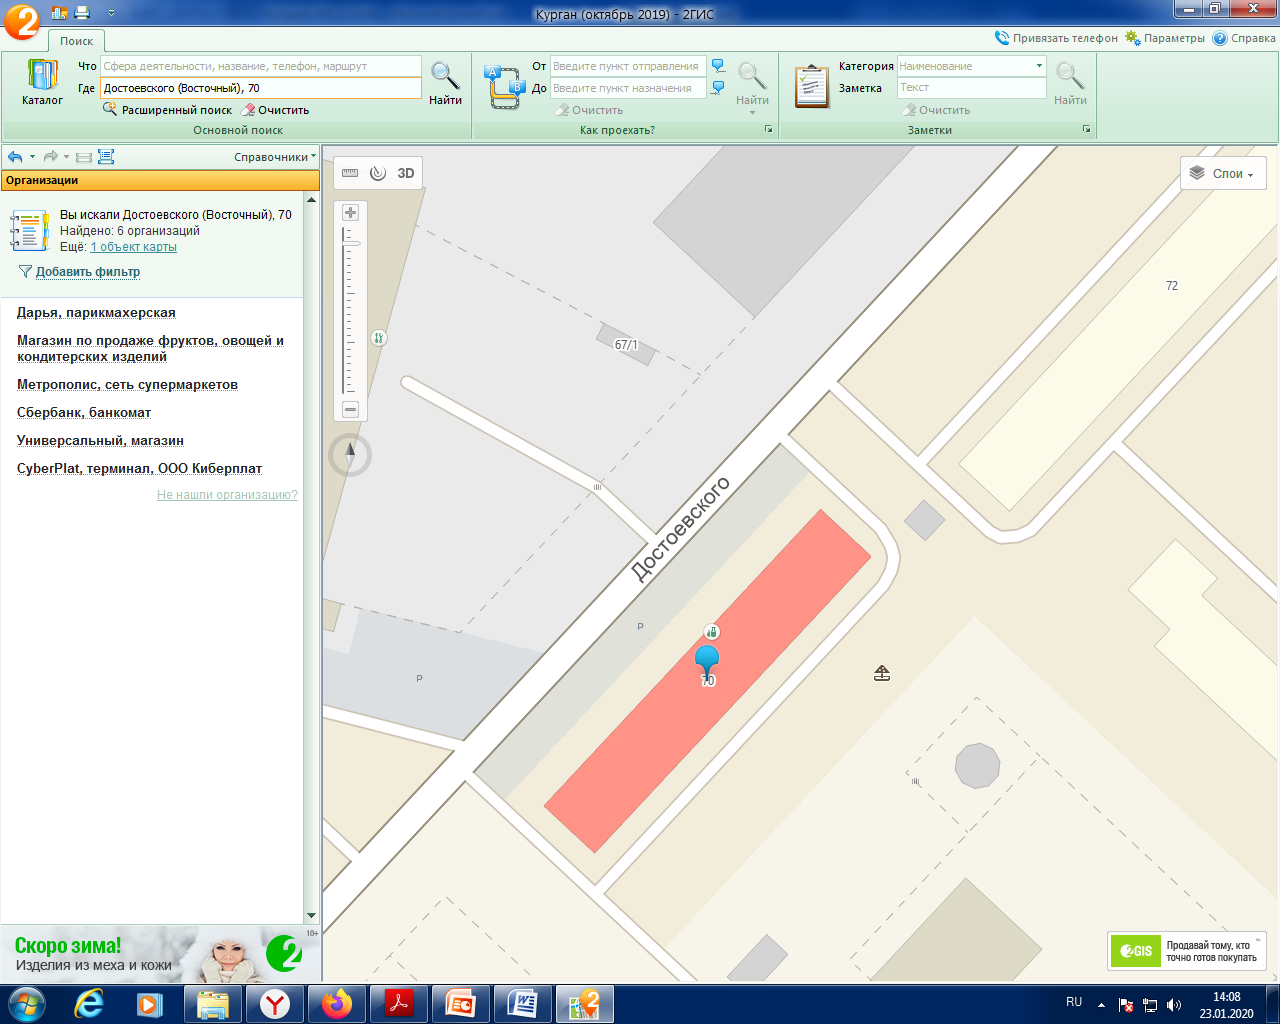 Курган (октябрь 2019) - 2ГИС
Поиск
Привязать телефон
Параметры
Справка
Каталог
Что
Сфера деятельности, название, телефон, маршрут
Где
Достоевского (Восточный), 70
Расширенный поиск
Очистить
Найти
Основной поиск
От
Введите пункт отправления
До
Введите пункт назначения
Очистить
Найти
Как проехать?
Категория
Наименование
Заметка
Текст
Очистить
Найти
Заметки
Справочники
Организации
Вы искали Достоевского (Восточный), 70
Найдено: 6 организаций
Ещё: 1 объект карты
Добавить фильтр
Дарья, парикмахерская
Магазин по продаже фруктов, овощей и
кондитерских изделий
Метрополис, сеть супермаркетов
Сбербанк, банкомат
Универсальный, магазин
CyberPlat, терминал, ООО Киберплат
Не нашли организацию?
Скоро зима!
Изделия из меха и кожи
18+
3D
Слои
72
67/1
Достоевского
P
P
70
2GIS
Продавай тому, кто
точно готов покупать
RU
14:08
23.01.2020